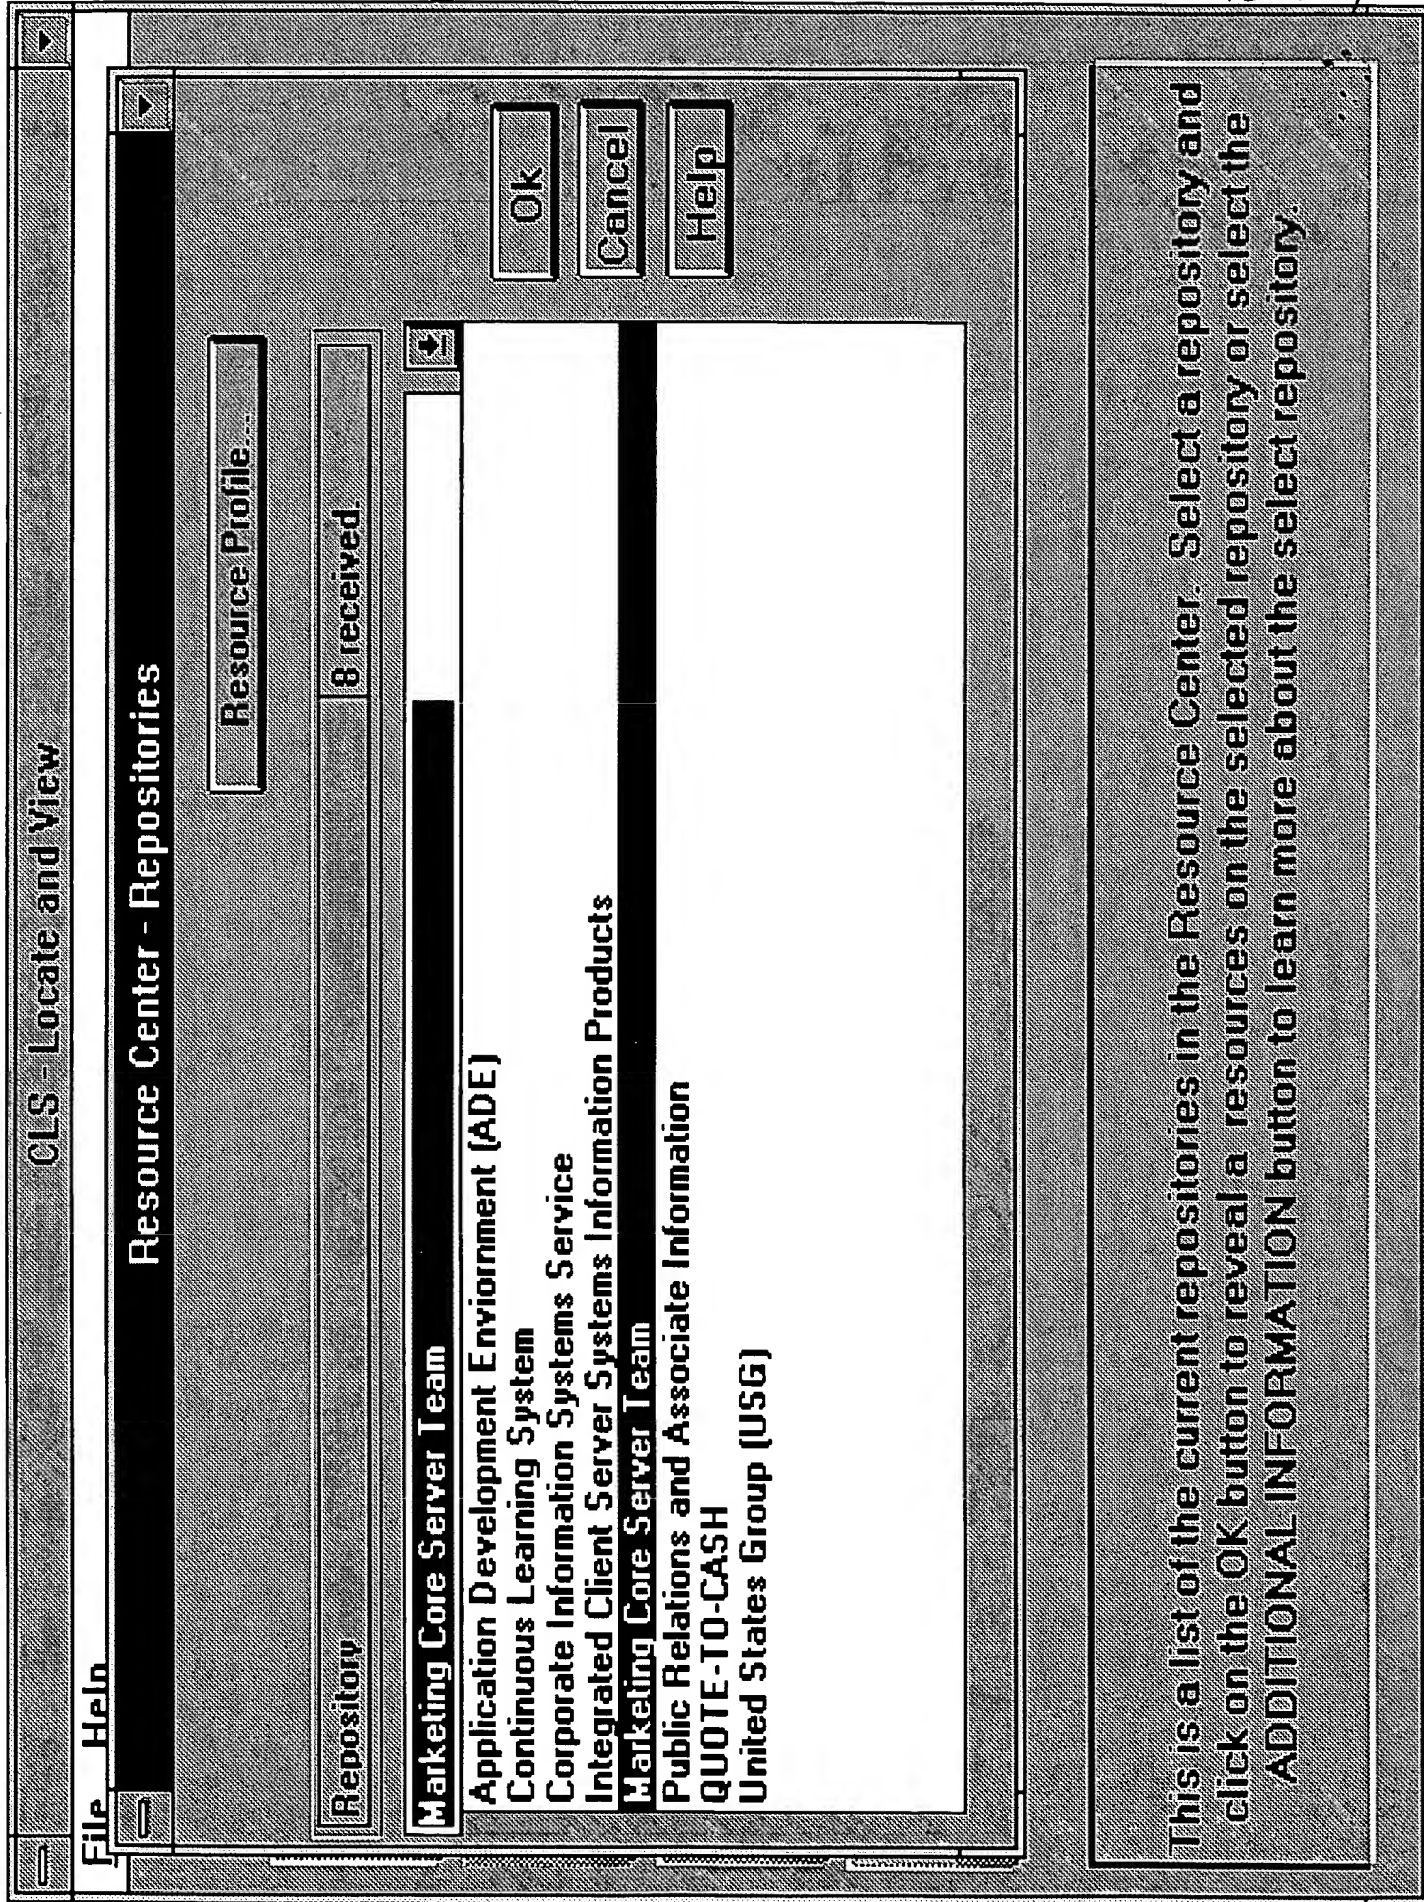 CLS - Locate and View
File Help
Resource Center - Repositories
Resource Profile...
Repository
8 received.
Marketing Core Server Team
Application Development Enviornment (ADE)
Continuous Learning System
Corporate Information Systems Service
Integrated Client Server Systems Information Products
Marketing Core Server Team
Public Relations and Associate Information
QUOTE-TO-CASH
United States Group (USG)
Ok
Cancel
Help
This is a list of the current repositories in the Resource Center. Select a repository and
click on the OK button to reveal a resources on the selected repository or select the
ADDITIONAL INFORMATION button to learn more about the select repository.